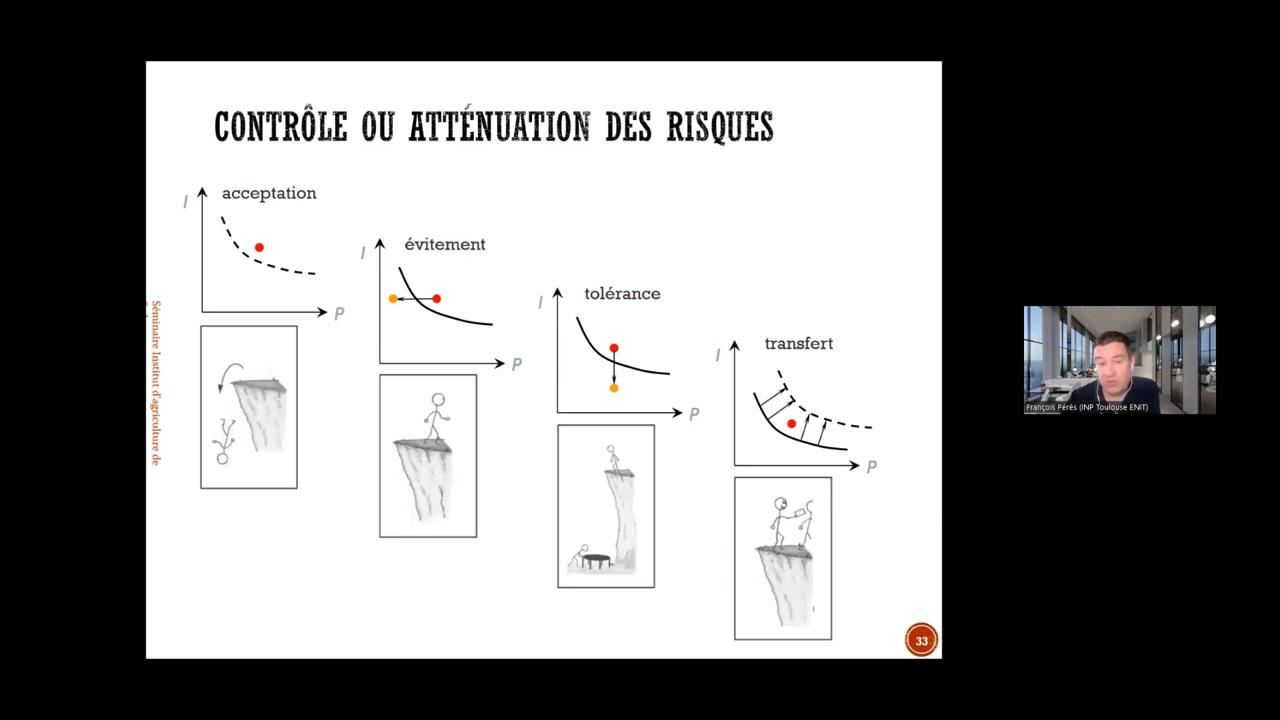 CONTRÔLE OU ATTÉNUATION DES RISQUES
I
acceptation
P
I
évitement
P
I
tolérance
P
I
transfert
P
Séminaire Institut d'agriculture de
33
François Pérès (INP Toulouse ENIT)